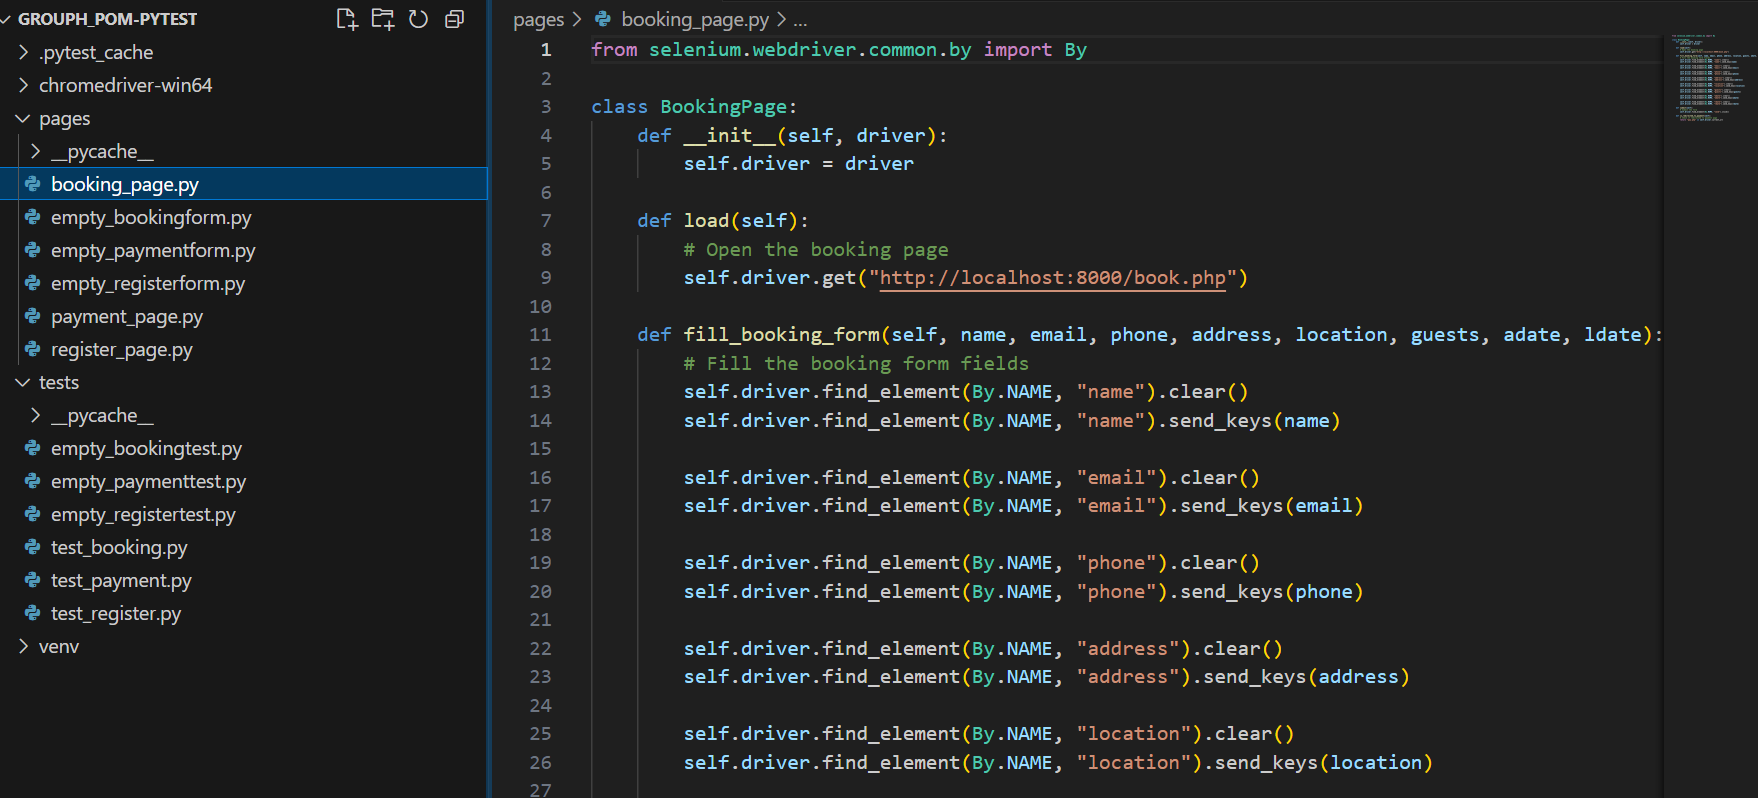 GROUPH_POM-PYTEST
.pytest_cache
chromedriver-win64
pages
__pycache__
booking_page.py
empty_bookingform.py
empty_paymentform.py
empty_registerform.py
payment_page.py
register_page.py
tests
__pycache__
empty_bookingtest.py
empty_paymenttest.py
empty_registertest.py
test_booking.py
test_payment.py
test_register.py
venv
pages > booking_page.py > ...
1 from selenium.webdriver.common.by import By
2
3 class BookingPage:
4     def __init__(self, driver):
5         self.driver = driver
6
7     def load(self):
8         # Open the booking page
9         self.driver.get("http://localhost:8000/book.php")
10
11     def fill_booking_form(self, name, email, phone, address, location, guests, adate, ldate):
12         # Fill the booking form fields
13         self.driver.find_element(By.NAME, "name").clear()
14         self.driver.find_element(By.NAME, "name").send_keys(name)
15
16         self.driver.find_element(By.NAME, "email").clear()
17         self.driver.find_element(By.NAME, "email").send_keys(email)
18
19         self.driver.find_element(By.NAME, "phone").clear()
20         self.driver.find_element(By.NAME, "phone").send_keys(phone)
21
22         self.driver.find_element(By.NAME, "address").clear()
23         self.driver.find_element(By.NAME, "address").send_keys(address)
24
25         self.driver.find_element(By.NAME, "location").clear()
26         self.driver.find_element(By.NAME, "location").send_keys(location)
27